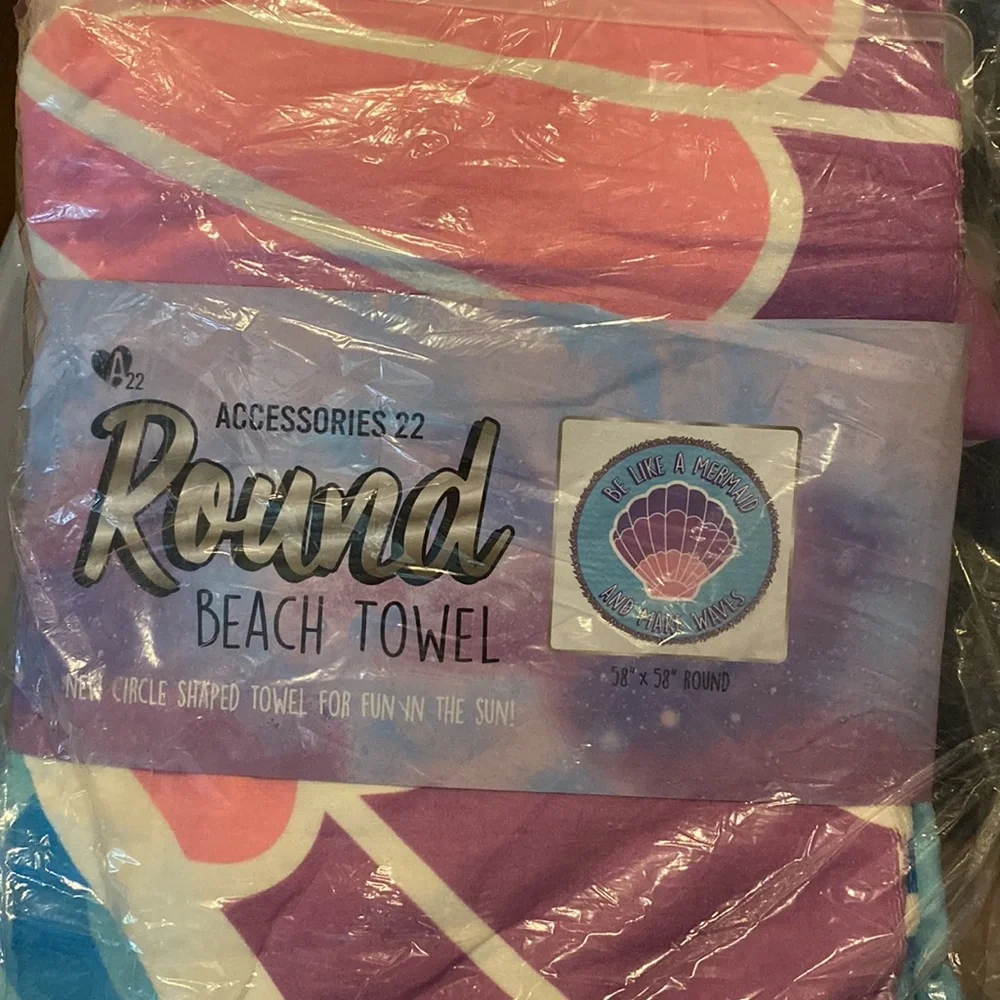 A 22
ACCESSORIES 22
Round
BEACH TOWEL
NEW CIRCLE SHAPED TOWEL FOR FUN IN THE SUN!
BE LIKE A MERMAID
AND MAKE WAVES
58" x 58" ROUND